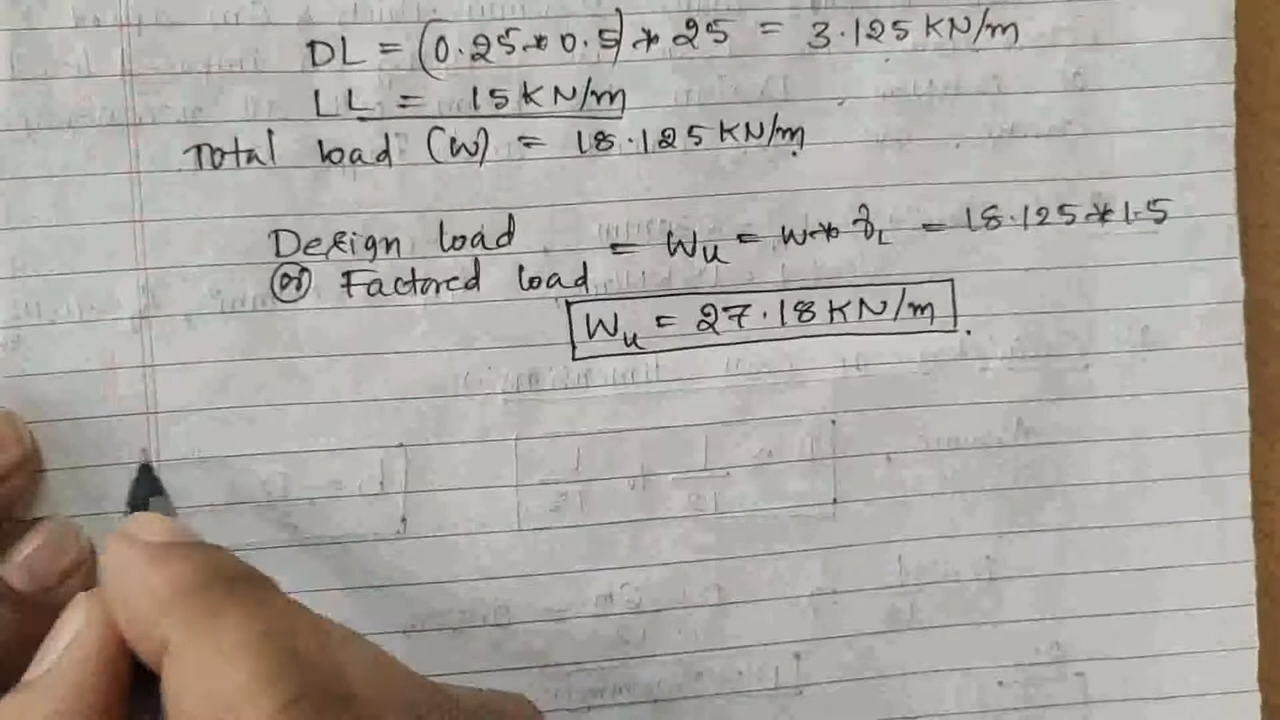 DL = (0.25 * 0.5) * 25 = 3.125 KN/m
LL = 15 KN/m
Total load (W) = 18.125 KN/m.
Design load = Wu = W * γL = 18.125 * 1.5
(or) Factored load
Wu = 27.18 KN/m.